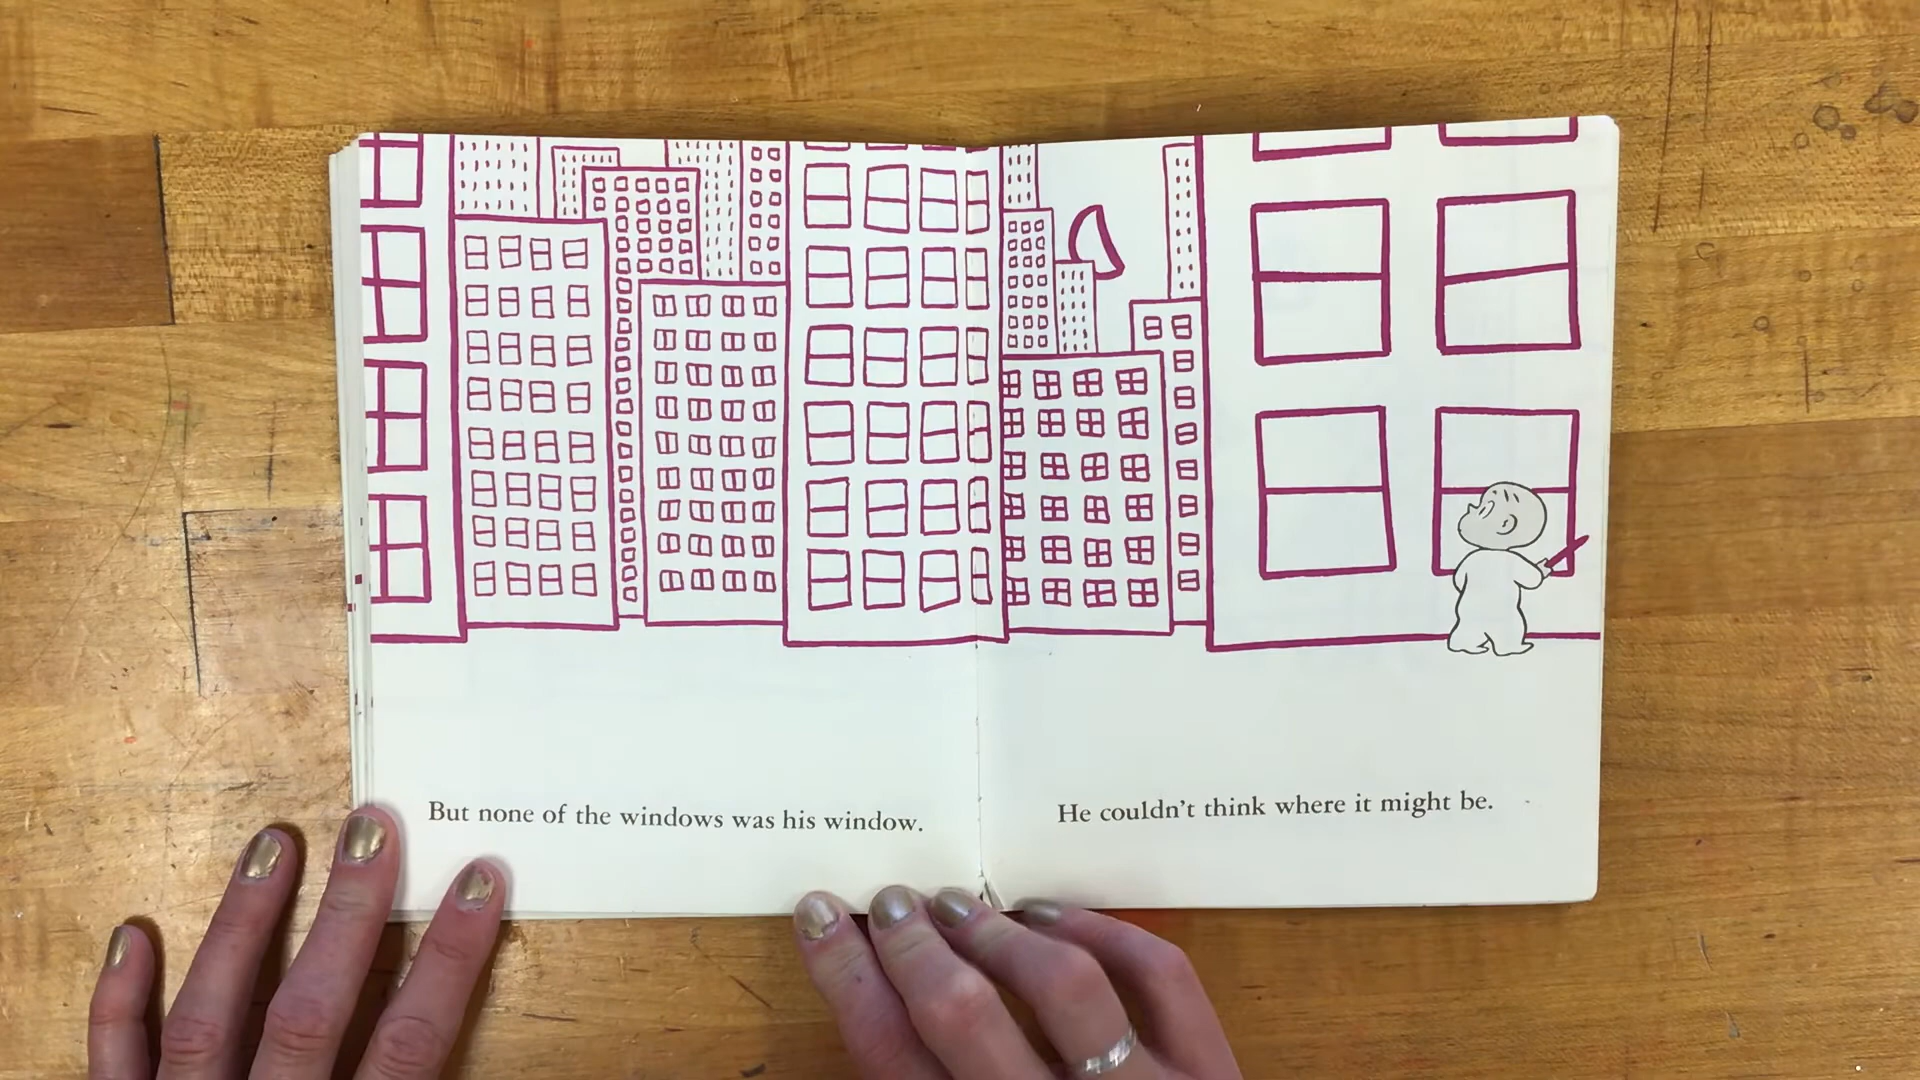 But none of the windows was his window.
He couldn't think where it might be.